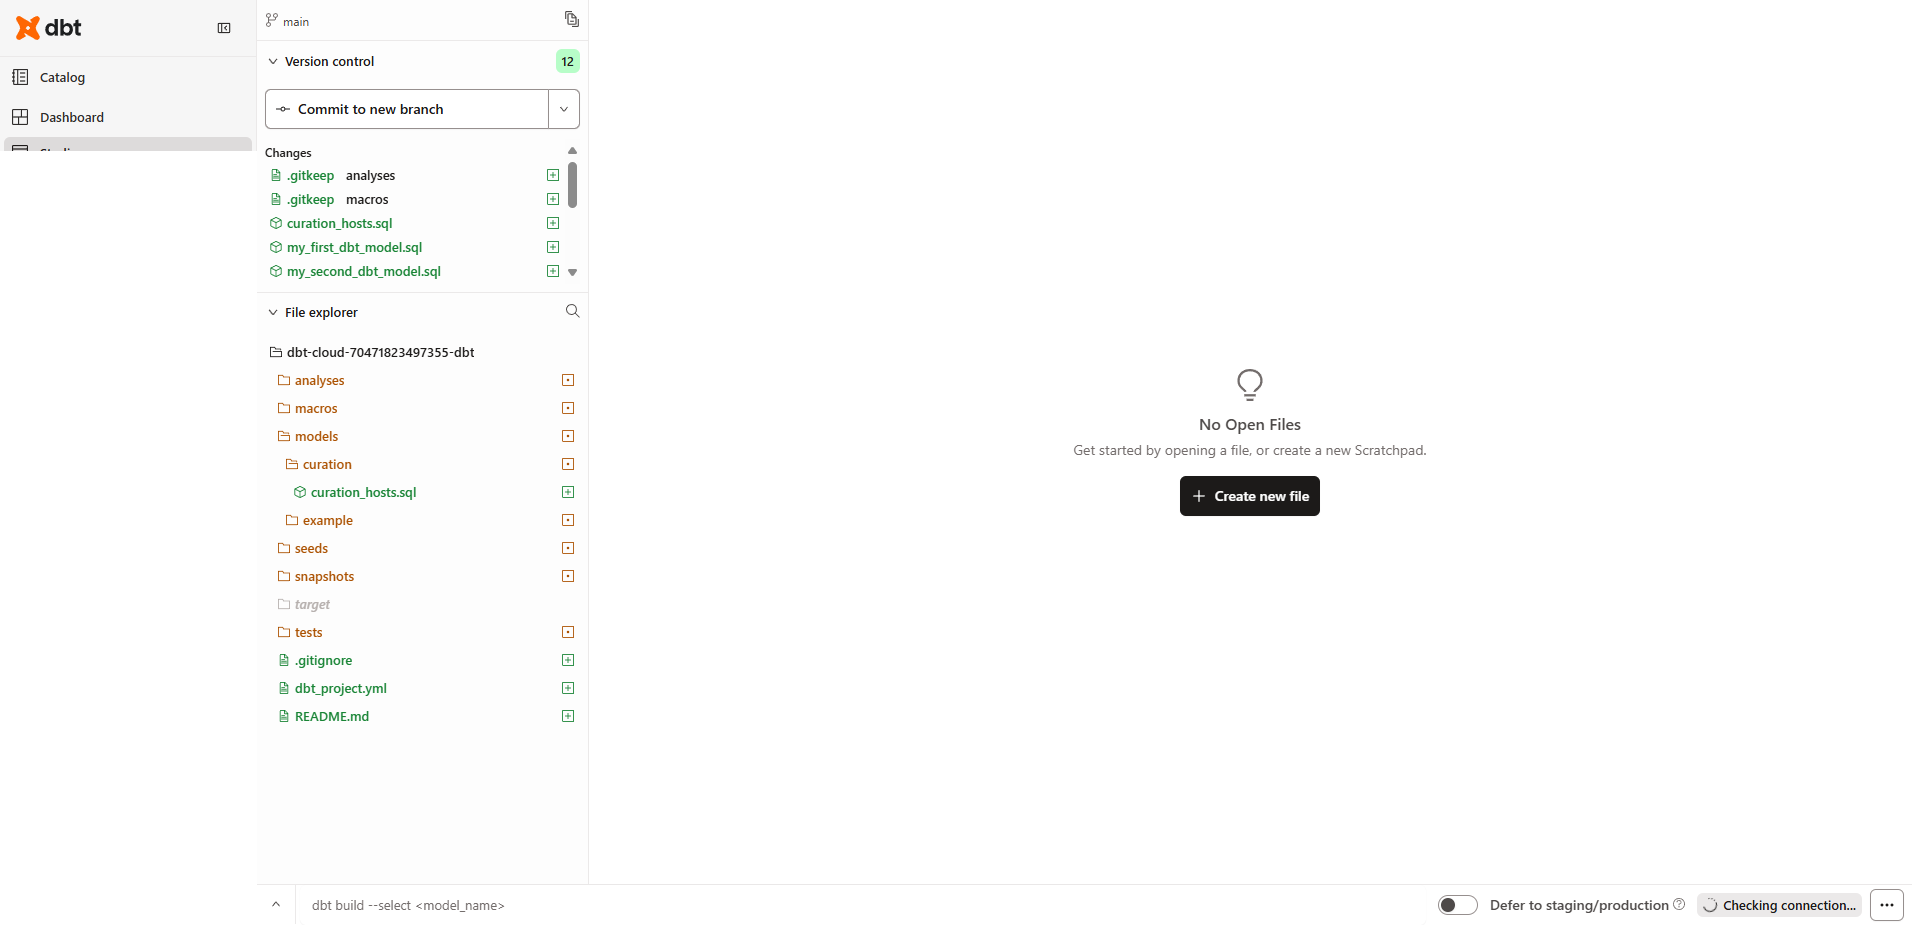 dbt
Catalog
Dashboard
main
Version control
12
Commit to new branch
Changes
.gitkeep analyses
.gitkeep macros
curation_hosts.sql
my_first_dbt_model.sql
my_second_dbt_model.sql
File explorer
dbt-cloud-70471823497355-dbt
analyses
macros
models
curation
curation_hosts.sql
example
seeds
snapshots
target
tests
.gitignore
dbt_project.yml
README.md
No Open Files
Get started by opening a file, or create a new Scratchpad.
Create new file
dbt build --select <model_name>
Defer to staging/production
Checking connection...